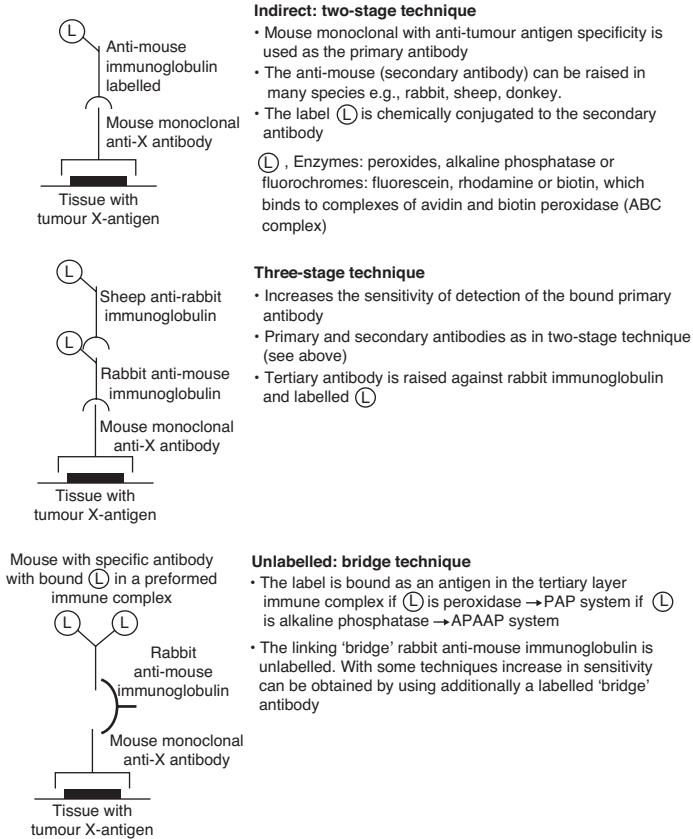 L
Anti-mouse
immunoglobulin
labelled
Mouse monoclonal
anti-X antibody
Tissue with
tumour X-antigen
Indirect: two-stage technique
• Mouse monoclonal with anti-tumour antigen specificity is
used as the primary antibody
• The anti-mouse (secondary antibody) can be raised in
many species e.g., rabbit, sheep, donkey.
• The label L is chemically conjugated to the secondary
antibody
L , Enzymes: peroxides, alkaline phosphatase or
fluorochromes: fluorescein, rhodamine or biotin, which
binds to complexes of avidin and biotin peroxidase (ABC
complex)
L
Sheep anti-rabbit
immunoglobulin
L
Rabbit anti-mouse
immunoglobulin
Mouse monoclonal
anti-X antibody
Tissue with
tumour X-antigen
Three-stage technique
• Increases the sensitivity of detection of the bound primary
antibody
• Primary and secondary antibodies as in two-stage technique
(see above)
• Tertiary antibody is raised against rabbit immunoglobulin
and labelled L
Mouse with specific antibody
with bound L in a preformed
immune complex
L L
Rabbit
anti-mouse
immunoglobulin
Mouse monoclonal
anti-X antibody
Tissue with
tumour X-antigen
Unlabelled: bridge technique
• The label is bound as an antigen in the tertiary layer
immune complex if L is peroxidase →PAP system if L
is alkaline phosphatase →APAAP system
• The linking ‘bridge’ rabbit anti-mouse immunoglobulin is
unlabelled. With some techniques increase in sensitivity
can be obtained by using additionally a labelled ‘bridge’
antibody